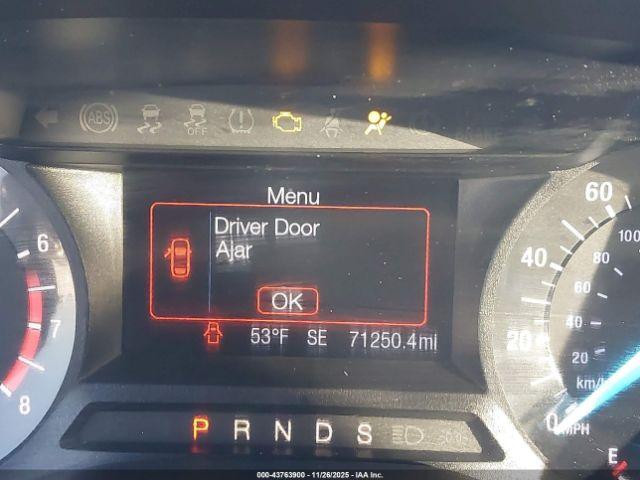 ABS
OFF
Menu
Driver Door
Ajar
OK
53°F SE 71250.4mi
P R N D S
6
7
8
60
40
20
0
MPH
100
80
60
40
20
km/h
E
000-43763900 - 11/26/2025 - IAA Inc.